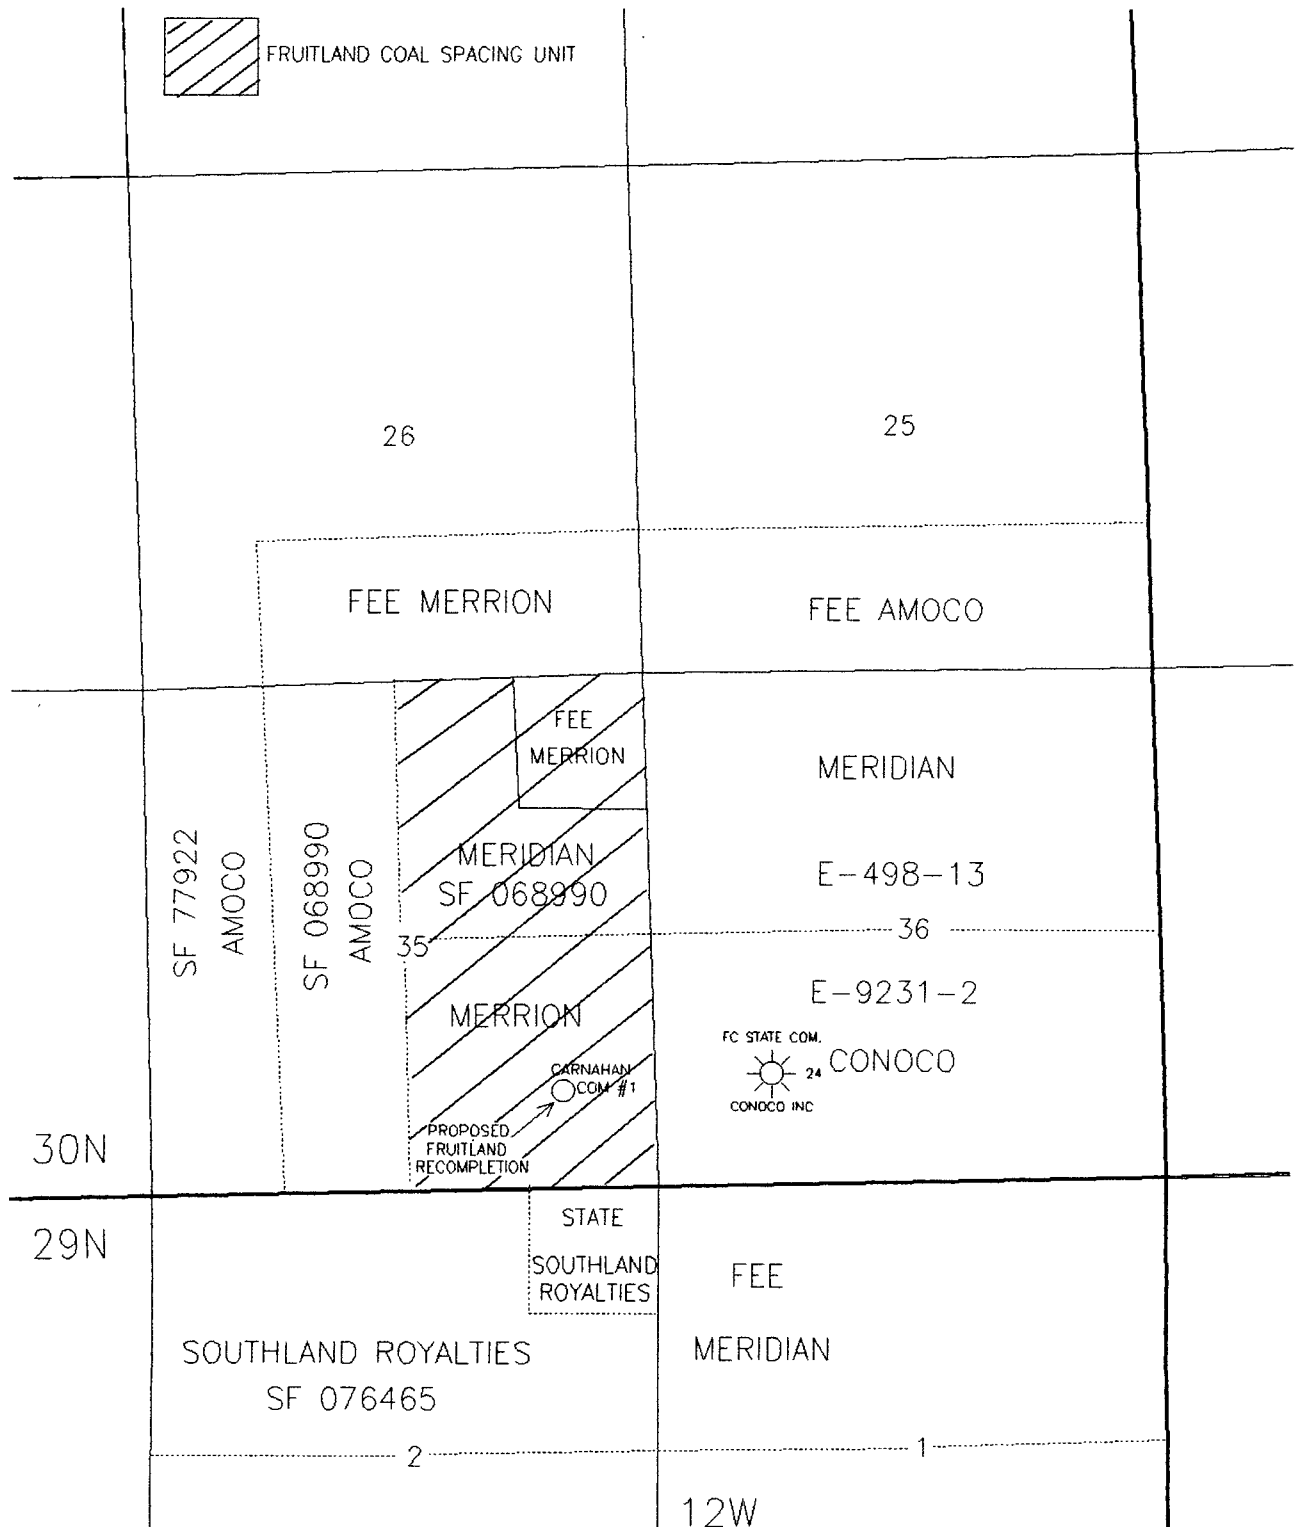 FRUITLAND COAL SPACING UNIT
26
25
FEE MERRION
FEE AMOCO
FEE
MERRION
MERIDIAN
SF 77922
AMOCO
SF 068990
AMOCO
MERIDIAN
SF 068990
E-498-13
35
36
MERRION
E-9231-2
FC STATE COM.
24
CONOCO
CONOCO INC
CARNAHAN
COM #1
PROPOSED
FRUITLAND
RECOMPLETION
30N
29N
STATE
SOUTHLAND
ROYALTIES
FEE
MERIDIAN
SOUTHLAND ROYALTIES
SF 076465
2
1
12W